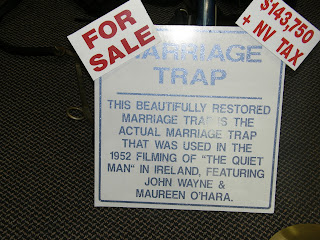 FOR
SALE
$143,750
+ NV TAX
MARRIAGE
TRAP
THIS BEAUTIFULLY RESTORED
MARRIAGE TRAP IS THE
ACTUAL MARRIAGE TRAP
THAT WAS USED IN THE
1952 FILMING OF "THE QUIET
MAN" IN IRELAND, FEATURING
JOHN WAYNE &
MAUREEN O'HARA.